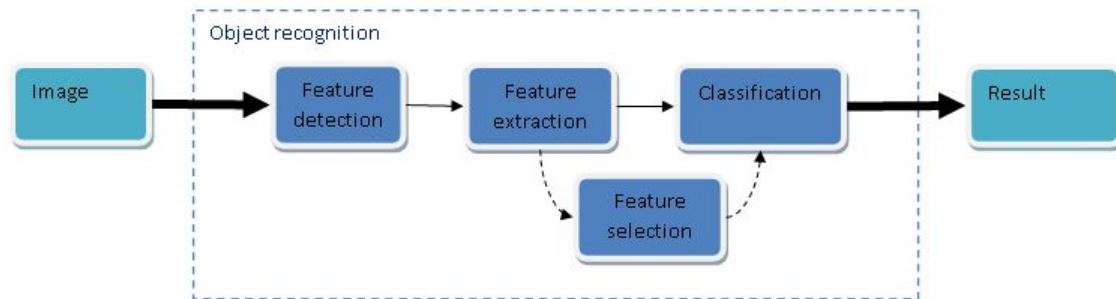 Object recognition
Image
Feature
detection
Feature
extraction
Classification
Result
Feature
selection